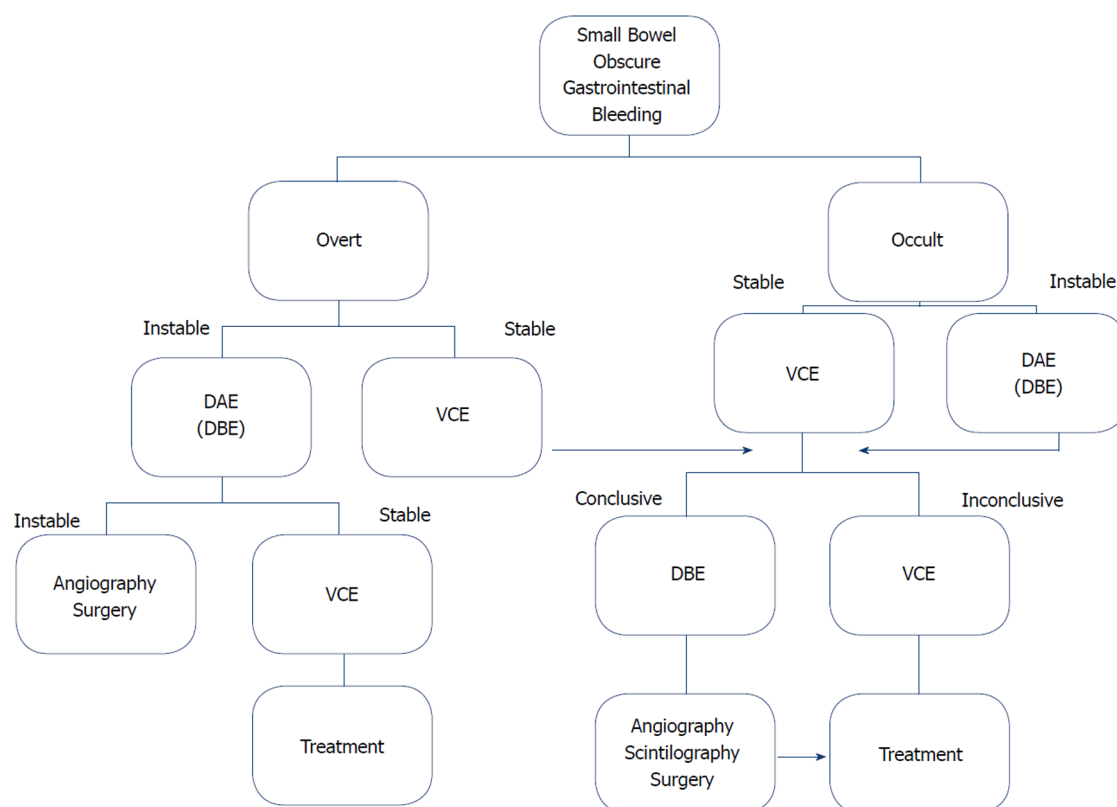 Small Bowel
Obscure
Gastrointestinal
Bleeding
Overt
Occult
Stable
Instable
Instable
Stable
DAE
(DBE)
VCE
VCE
DAE
(DBE)
Conclusive
Inconclusive
Instable
Stable
Angiography
Surgery
VCE
DBE
VCE
Treatment
Angiography
Scintilography
Surgery
Treatment